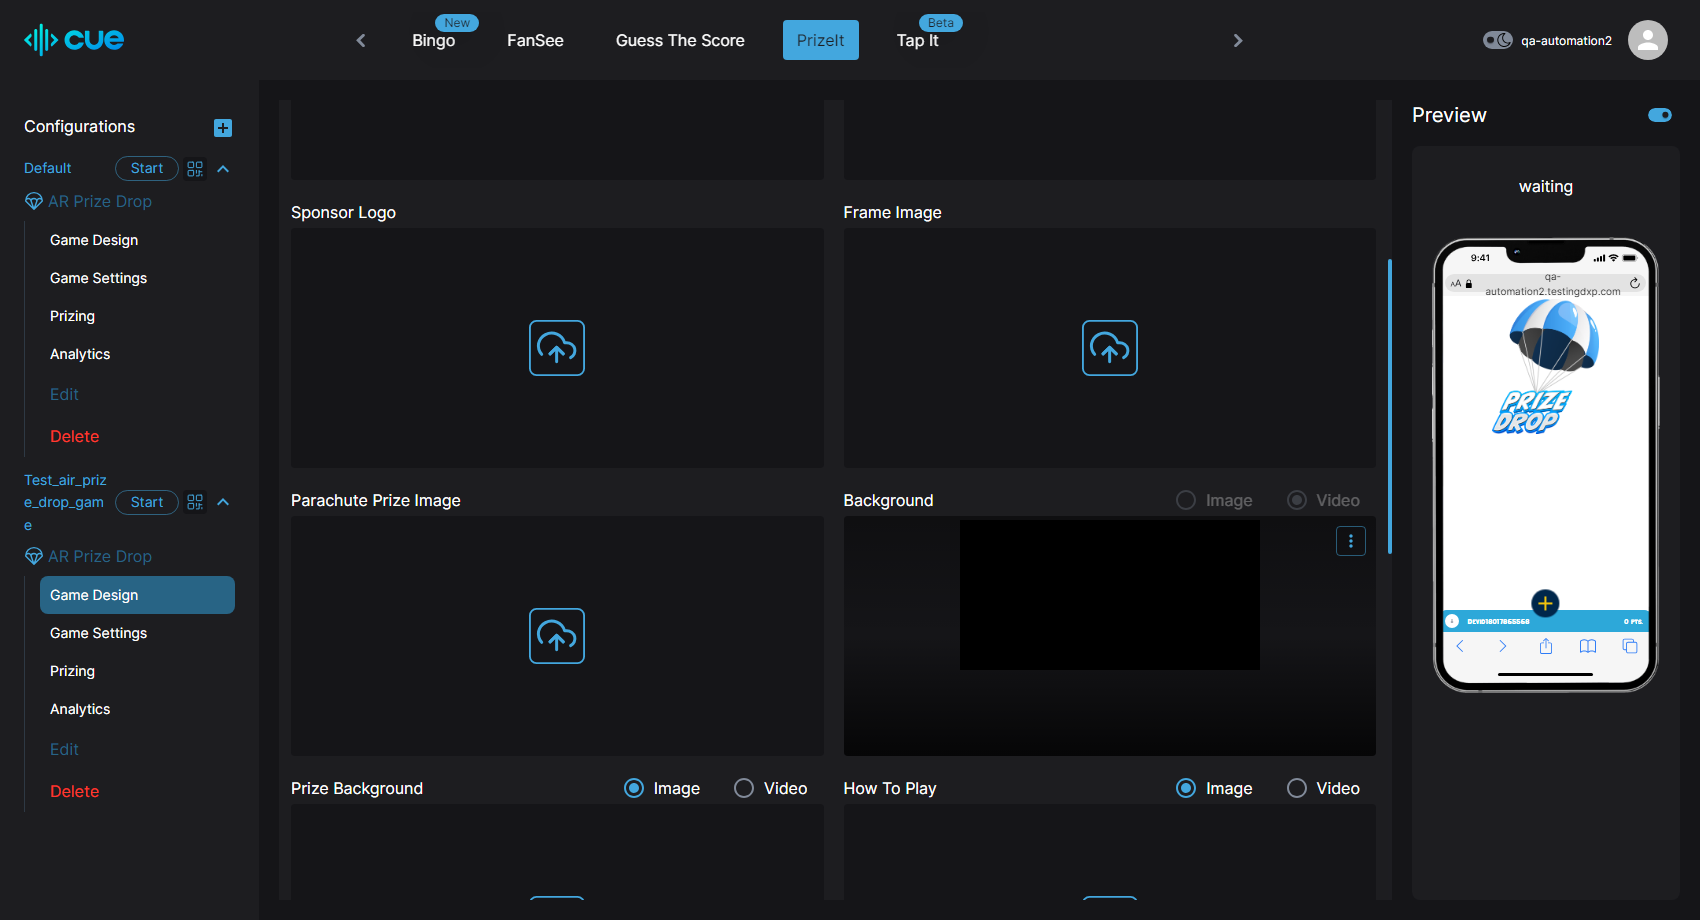 cue
Bingo
New
FanSee
Guess The Score
PrizeIt
Tap It
Beta
qa-automation2
Configurations
Default
Start
AR Prize Drop
Game Design
Game Settings
Prizing
Analytics
Edit
Delete
Test_air_priz
e_drop_gam
e
Start
AR Prize Drop
Game Design
Game Settings
Prizing
Analytics
Edit
Delete
Sponsor Logo
Frame Image
Parachute Prize Image
Background
Image
Video
Prize Background
Image
Video
How To Play
Image
Video
Preview
waiting
9:41
AA
qa-
automation2.testingdxp.com
PRIZE
DROP
0 PTS.